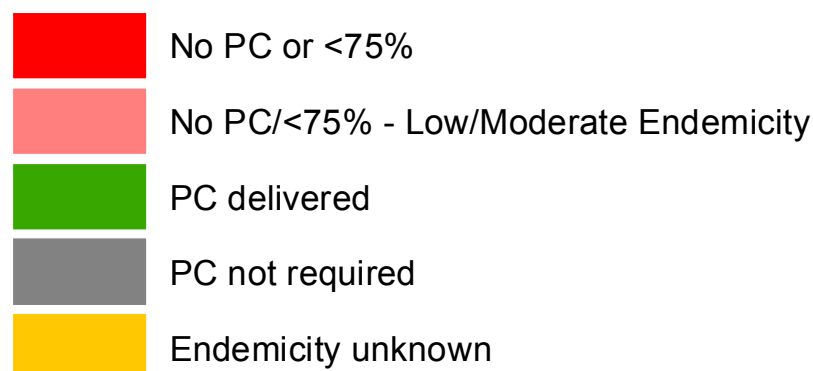 No PC or <75%
No PC/<75% - Low/Moderate Endemicity
PC delivered
PC not required
Endemicity unknown